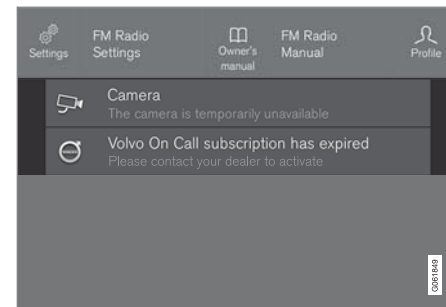 Settings
FM Radio
Settings
Owner's
manual
FM Radio
Manual
Profile
Camera
The camera is temporarily unavailable
Volvo On Call subscription has expired
Please contact your dealer to activate
G061849